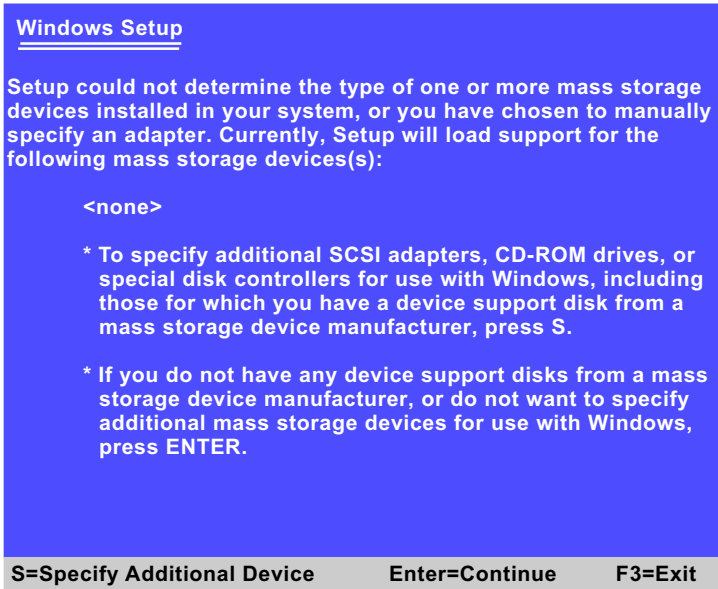 Windows Setup
Setup could not determine the type of one or more mass storage
devices installed in your system, or you have chosen to manually
specify an adapter. Currently, Setup will load support for the
following mass storage devices(s):
<none>
* To specify additional SCSI adapters, CD-ROM drives, or
special disk controllers for use with Windows, including
those for which you have a device support disk from a
mass storage device manufacturer, press S.
* If you do not have any device support disks from a mass
storage device manufacturer, or do not want to specify
additional mass storage devices for use with Windows,
press ENTER.
S=Specify Additional Device Enter=Continue F3=Exit